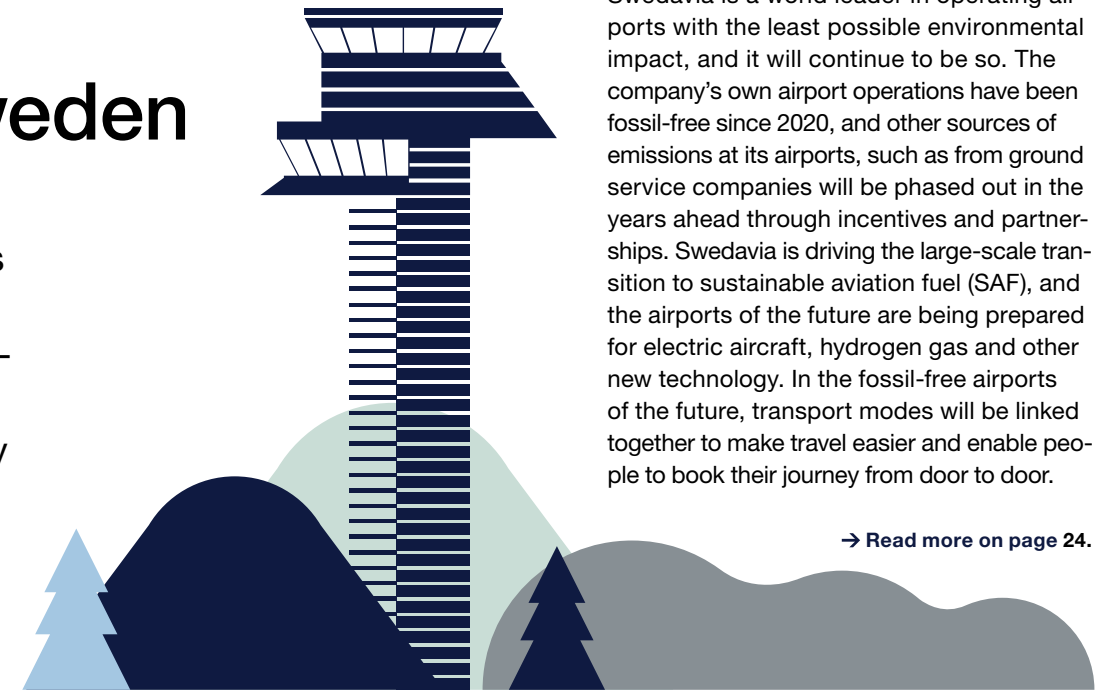 weden
s
–
y
Swedavia is a world leader in operating air-
ports with the least possible environmental
impact, and it will continue to be so. The
company’s own airport operations have been
fossil-free since 2020, and other sources of
emissions at its airports, such as from ground
service companies will be phased out in the
years ahead through incentives and partner-
ships. Swedavia is driving the large-scale tran-
sition to sustainable aviation fuel (SAF), and
the airports of the future are being prepared
for electric aircraft, hydrogen gas and other
new technology. In the fossil-free airports
of the future, transport modes will be linked
together to make travel easier and enable peo-
ple to book their journey from door to door.
→ Read more on page 24.